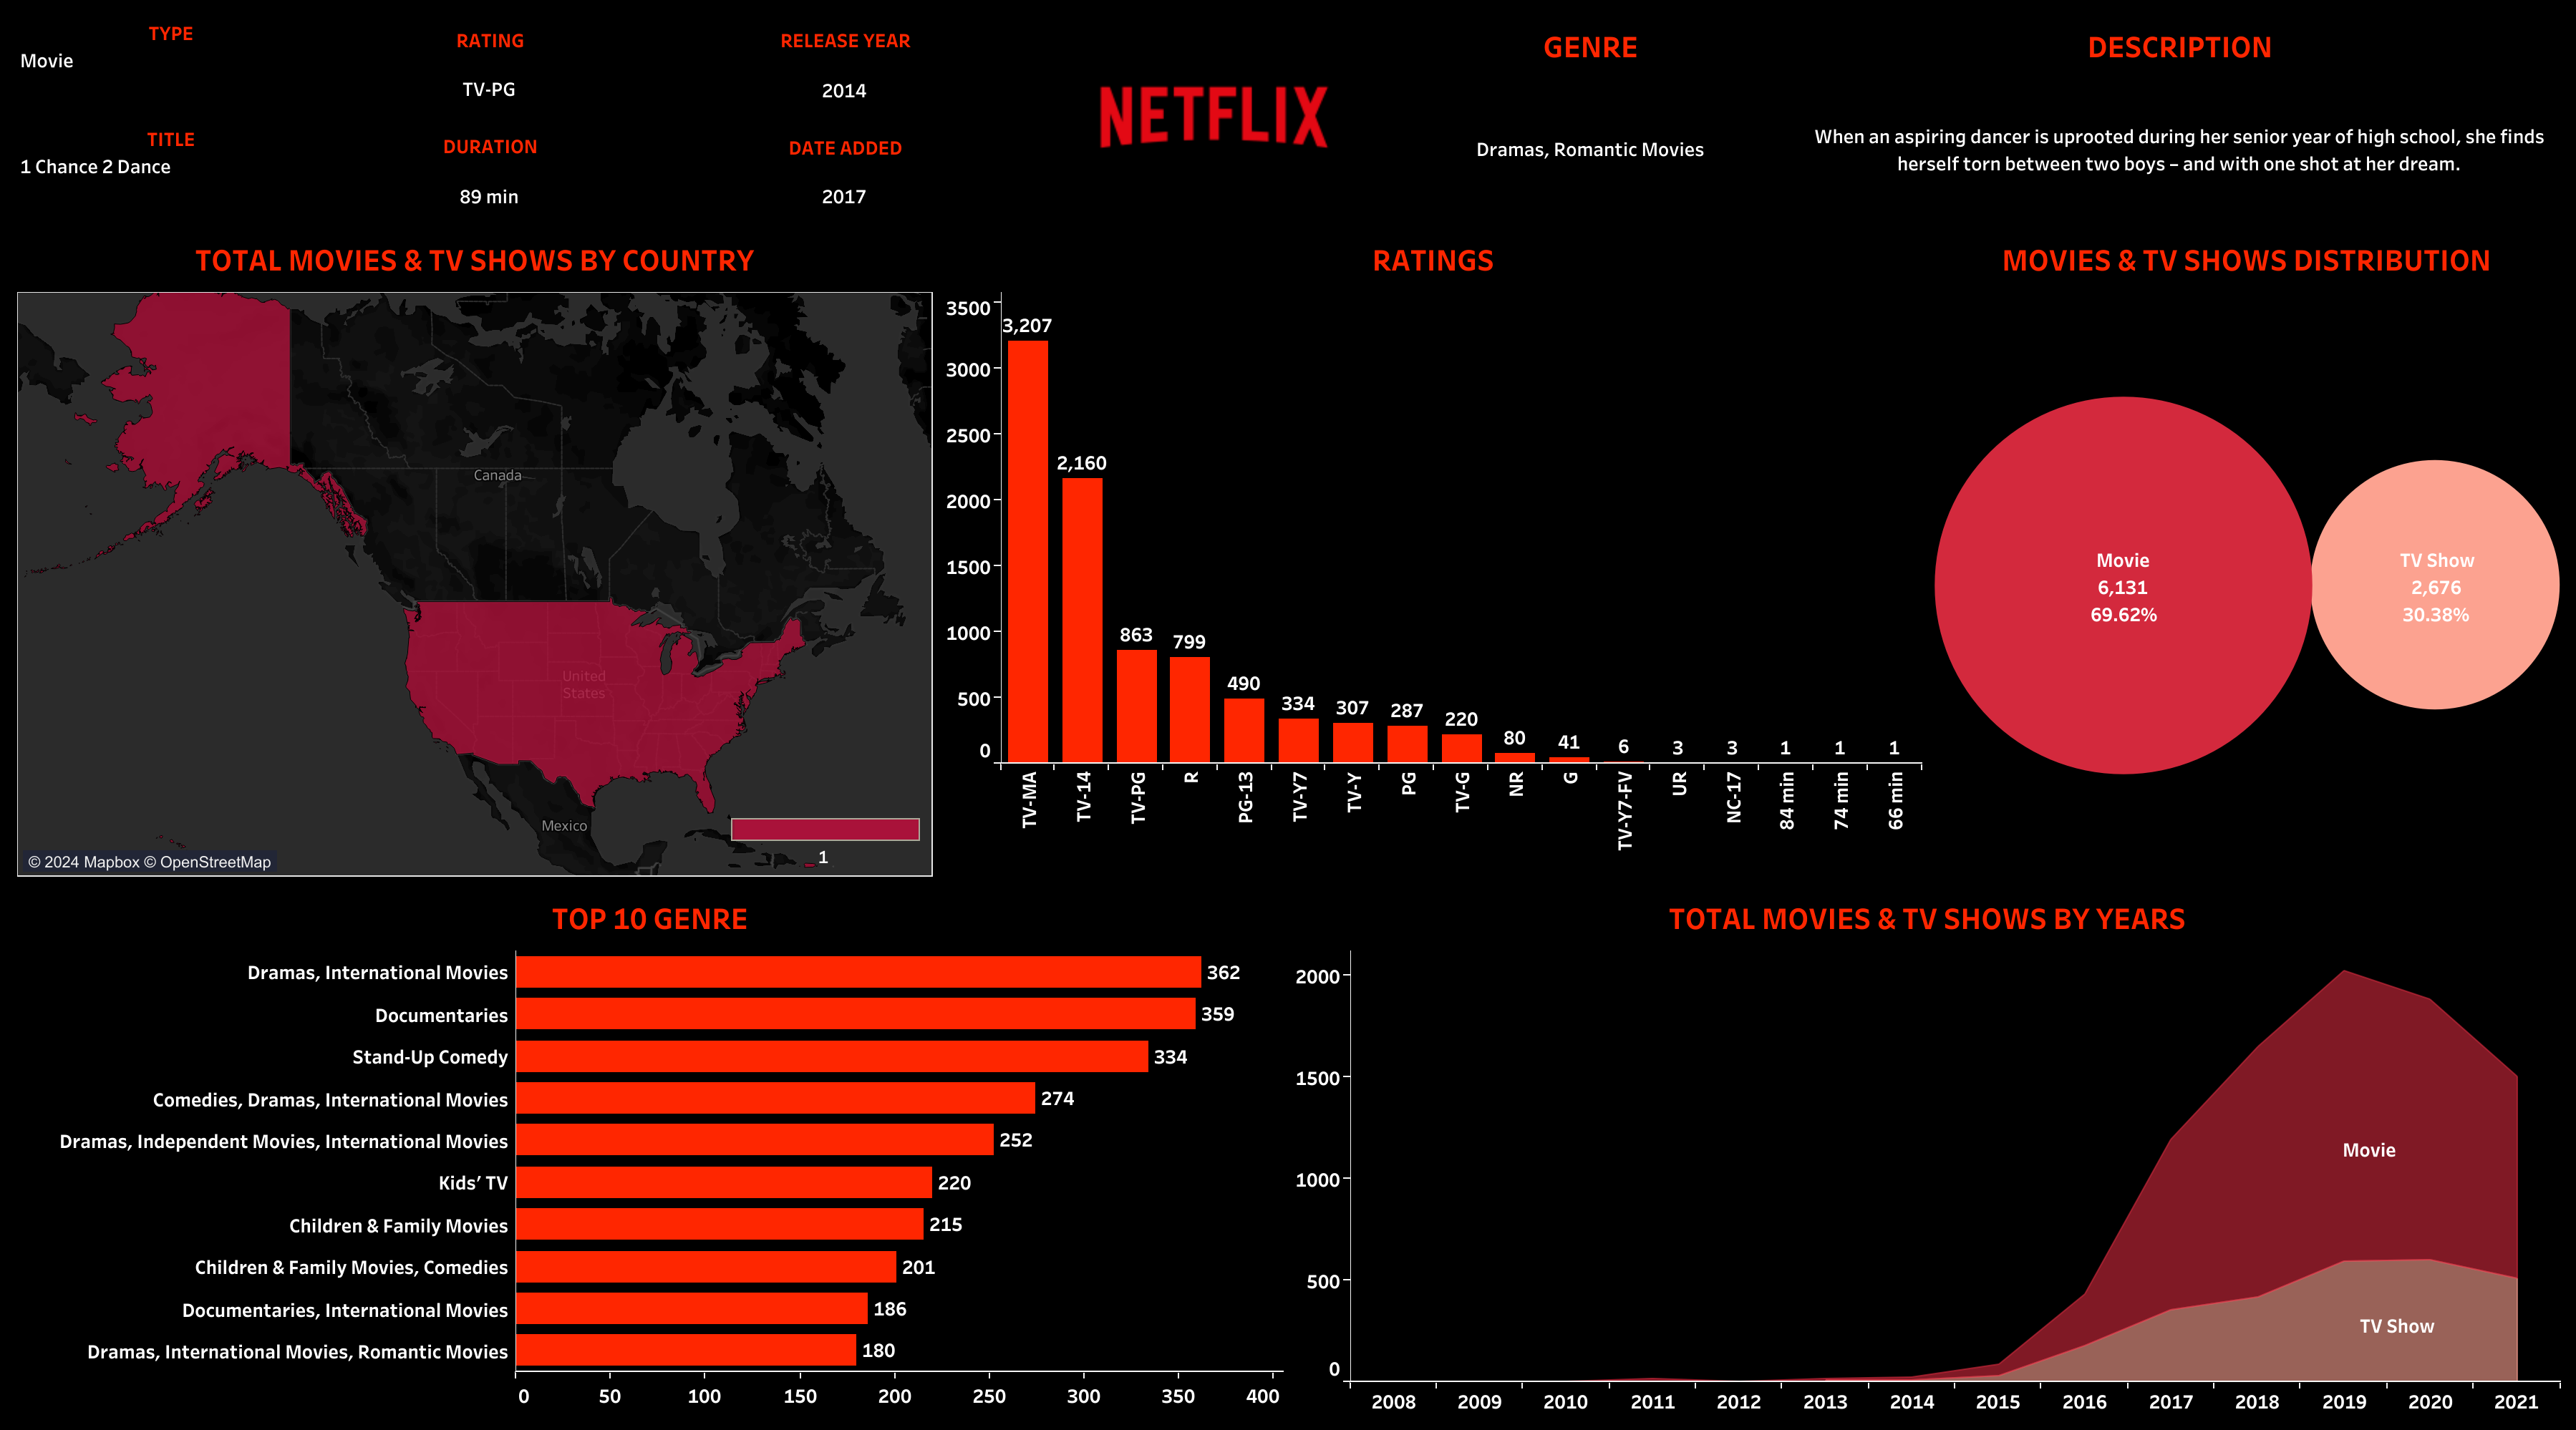 TYPE
Movie
RATING
TV-PG
RELEASE YEAR
2014
TITLE
1 Chance 2 Dance
DURATION
89 min
DATE ADDED
2017
NETFLIX
GENRE
Dramas, Romantic Movies
DESCRIPTION
When an aspiring dancer is uprooted during her senior year of high school, she finds
herself torn between two boys – and with one shot at her dream.
TOTAL MOVIES & TV SHOWS BY COUNTRY
Canada
United
States
Mexico
1
© 2024 Mapbox © OpenStreetMap
RATINGS
3500
3000
2500
2000
1500
1000
500
0
3,207
2,160
863
799
490
334
307
287
220
80
41
6
3
3
1
1
1
TV-MA
TV-14
TV-PG
R
PG-13
TV-Y7
TV-Y
PG
TV-G
NR
G
TV-Y7-FV
UR
NC-17
84 min
74 min
66 min
MOVIES & TV SHOWS DISTRIBUTION
Movie
6,131
69.62%
TV Show
2,676
30.38%
TOP 10 GENRE
Dramas, International Movies 362
Documentaries 359
Stand-Up Comedy 334
Comedies, Dramas, International Movies 274
Dramas, Independent Movies, International Movies 252
Kids' TV 220
Children & Family Movies 215
Children & Family Movies, Comedies 201
Documentaries, International Movies 186
Dramas, International Movies, Romantic Movies 180
0 50 100 150 200 250 300 350 400
TOTAL MOVIES & TV SHOWS BY YEARS
2000
1500
1000
500
0
Movie
TV Show
2008 2009 2010 2011 2012 2013 2014 2015 2016 2017 2018 2019 2020 2021